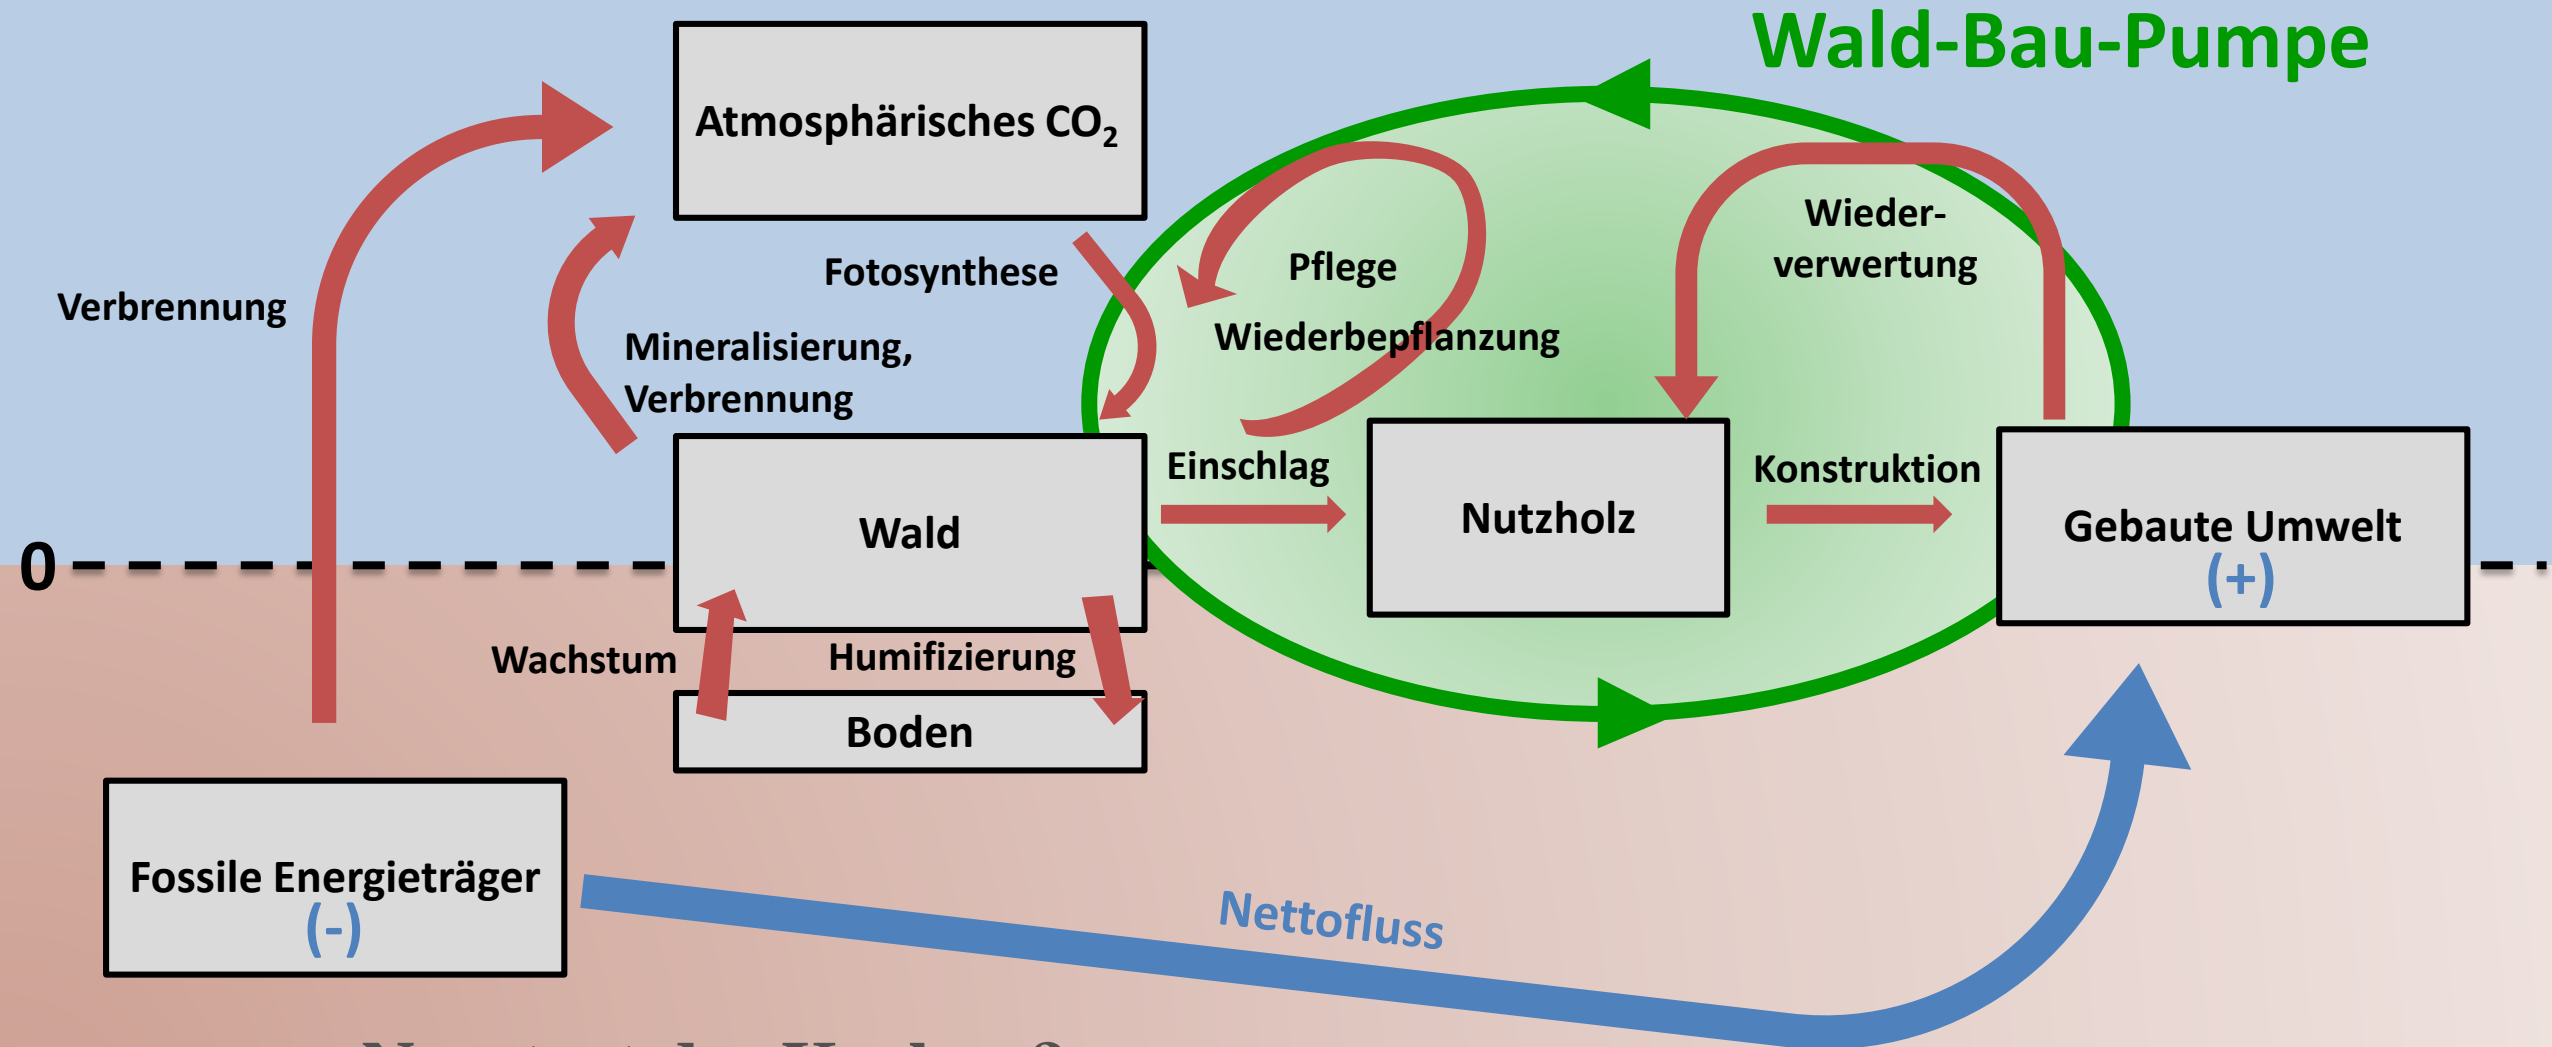 Wald-Bau-Pumpe
Atmosphärisches CO₂
Verbrennung
Fotosynthese
Mineralisierung,
Verbrennung
Pflege
Wiederbepflanzung
Wieder-
verwertung
Einschlag
Konstruktion
Wald
Nutzholz
Gebaute Umwelt
(+)
0
Wachstum
Humifizierung
Boden
Fossile Energieträger
(-)
Nettofluss